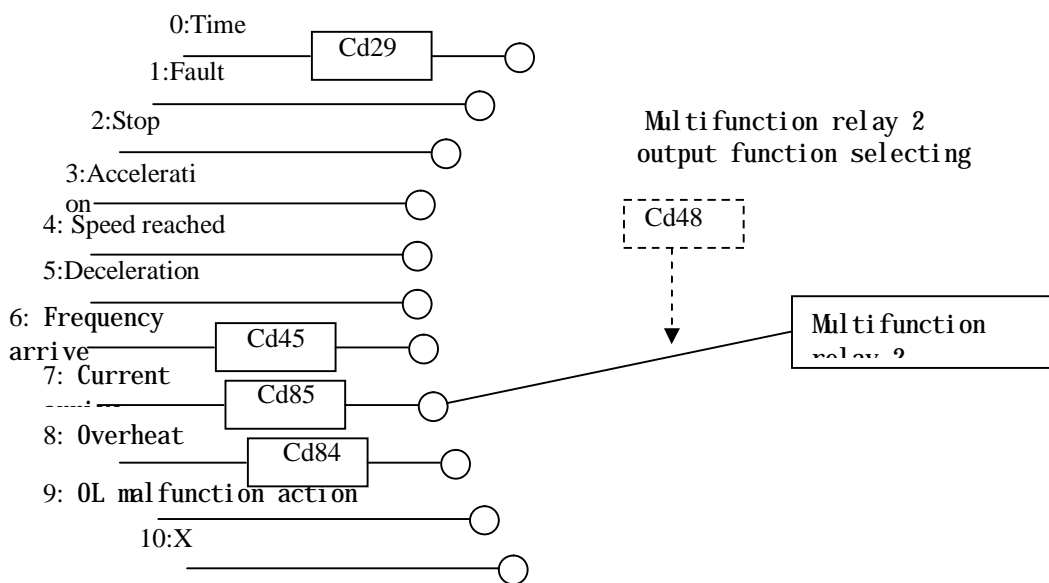 0:Time
Cd29
1:Fault
2:Stop
Multifunction relay 2
output function selecting
3:Accelerati
on
Cd48
4: Speed reached
5:Deceleration
6: Frequency
arrive
Cd45
Multifunction
relay 2
7: Current
Cd85
8: Overheat
Cd84
9: OL malfunction action
10:X